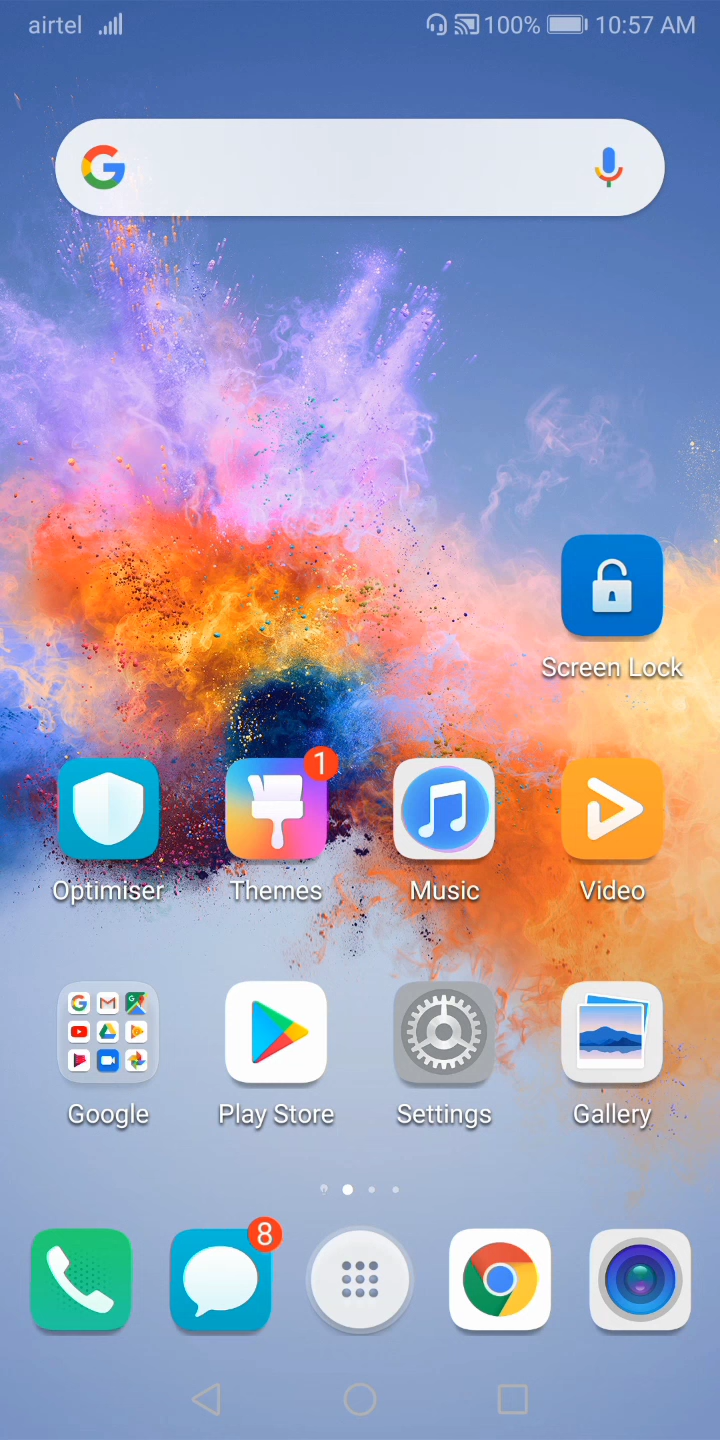 airtel 100% 10:57 AM
Screen Lock
1
Optimiser Themes Music Video
Google Play Store Settings Gallery
8